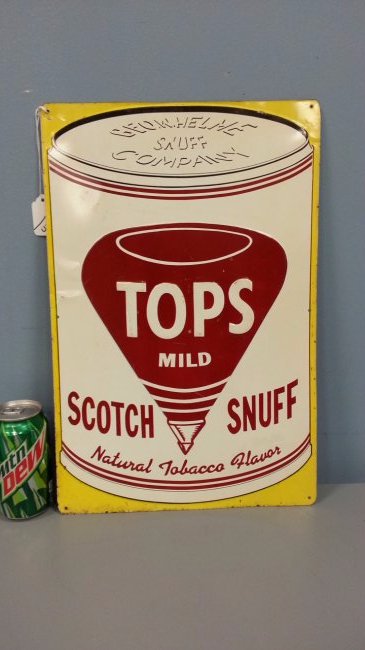 GEO. W. HELME
SNUFF
COMPANY
TOPS
MILD
SCOTCH SNUFF
Natural Tobacco Flavor
Mtn
DEW